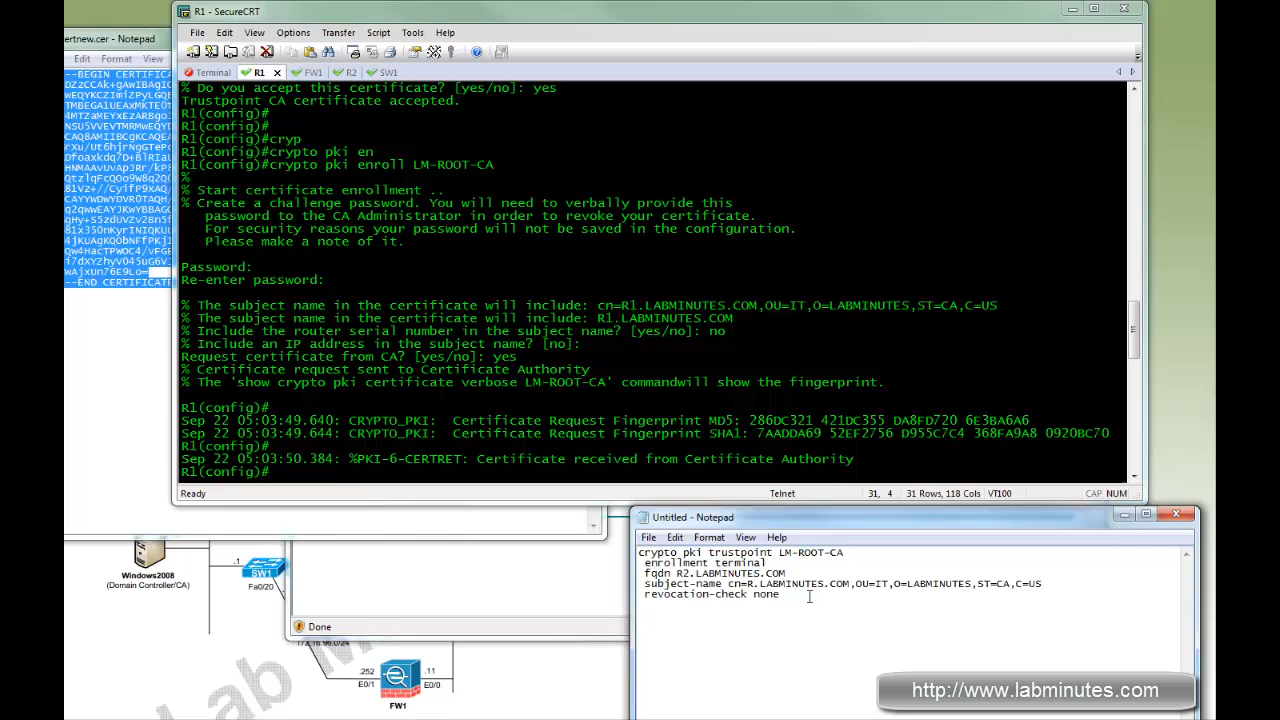 R1 - SecureCRT
File Edit View Options Transfer Script Tools Help
Terminal R1 x FW1 R2 SW1
% Do you accept this certificate? [yes/no]: yes
Trustpoint CA certificate accepted.
R1(config)#
R1(config)#
R1(config)#cryp
R1(config)#crypto pki en
R1(config)#crypto pki enroll LM-ROOT-CA
%
% Start certificate enrollment ..
% Create a challenge password. You will need to verbally provide this
password to the CA Administrator in order to revoke your certificate.
For security reasons your password will not be saved in the configuration.
Please make a note of it.
Password:
Re-enter password:
% The subject name in the certificate will include: cn=R1.LABMINUTES.COM,OU=IT,O=LABMINUTES,ST=CA,C=US
% The subject name in the certificate will include: R1.LABMINUTES.COM
% Include the router serial number in the subject name? [yes/no]: no
% Include an IP address in the subject name? [no]:
Request certificate from CA? [yes/no]: yes
% Certificate request sent to Certificate Authority
% The 'show crypto pki certificate verbose LM-ROOT-CA' commandwill show the fingerprint.
R1(config)#
Sep 22 05:03:49.640: CRYPTO_PKI:  Certificate Request Fingerprint MD5: 286DC321 421DC355 DA8FD720 6E3BA6A6
Sep 22 05:03:49.644: CRYPTO_PKI:  Certificate Request Fingerprint SHA1: 7AADDA69 52EF2756 D955C7C4 368FA9A8 0920BC70
R1(config)#
Sep 22 05:03:50.384: %PKI-6-CERTRET: Certificate received from Certificate Authority
R1(config)#
Ready Telnet 31, 4 31 Rows, 118 Cols VT100 CAP NUM
ertnew.cer - Notepad
Edit Format View
--BEGIN CERTIFICA
--END CERTIFICATE
Untitled - Notepad
File Edit Format View Help
crypto pki trustpoint LM-ROOT-CA
enrollment terminal
fqdn R2.LABMINUTES.COM
subject-name cn=R.LABMINUTES.COM,OU=IT,O=LABMINUTES,ST=CA,C=US
revocation-check none
Windows2008
(Domain Controller/CA)
.1
SW1
Fa0/20
Done
.252
E0/1
.11
E0/0
FW1
http://www.labminutes.com